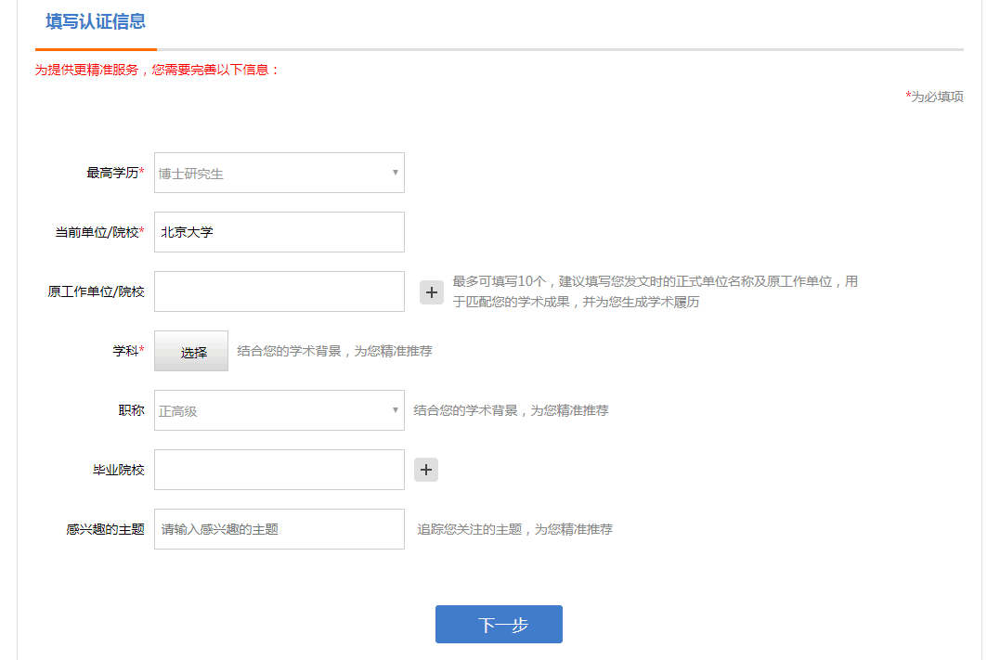 填写认证信息
为提供更精准服务，您需要完善以下信息：
*为必填项
最高学历* 博士研究生
当前单位/院校* 北京大学
原工作单位/院校
最多可填写10个，建议填写您发文时的正式单位名称及原工作单位，用
于匹配您的学术成果，并为您生成学术履历
学科* 选择 结合您的学术背景，为您精准推荐
职称 正高级 结合您的学术背景，为您精准推荐
毕业院校
感兴趣的主题 请输入感兴趣的主题 追踪您关注的主题，为您精准推荐
下一步